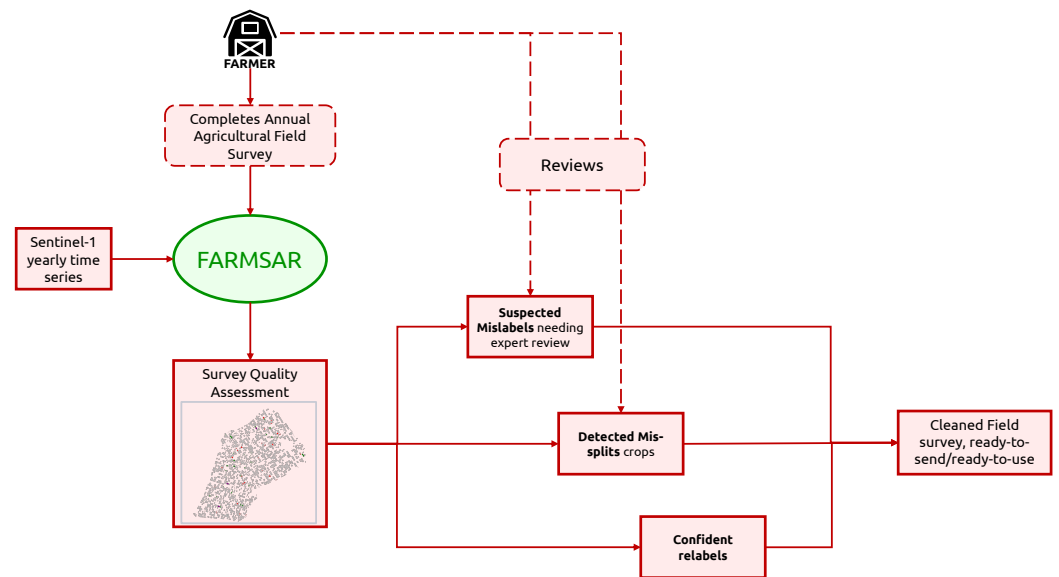 FARMER
Completes Annual
Agricultural Field
Survey
Reviews
Sentinel-1
yearly time
series
FARMSAR
Suspected
Mislabels needing
expert review
Survey Quality
Assessment
Detected Mis-
splits crops
Cleaned Field
survey, ready-to-
send/ready-to-use
Confident
relabels